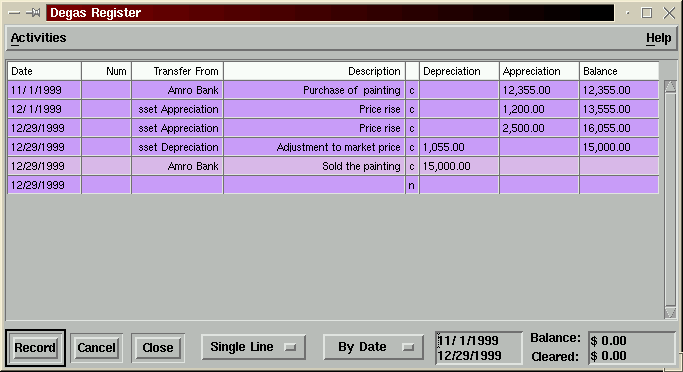 Degas Register
Activities Help
Date Num Transfer From Description Depreciation Appreciation Balance
11/ 1/1999 Amro Bank Purchase of painting c 12,355.00 12,355.00
12/ 1/1999 sset Appreciation Price rise c 1,200.00 13,555.00
12/29/1999 sset Appreciation Price rise c 2,500.00 16,055.00
12/29/1999 sset Depreciation Adjustment to market price c 1,055.00 15,000.00
12/29/1999 Amro Bank Sold the painting c 15,000.00
12/29/1999 n
Record Cancel Close Single Line By Date
11/ 1/1999 Balance: $ 0.00
12/29/1999 Cleared: $ 0.00